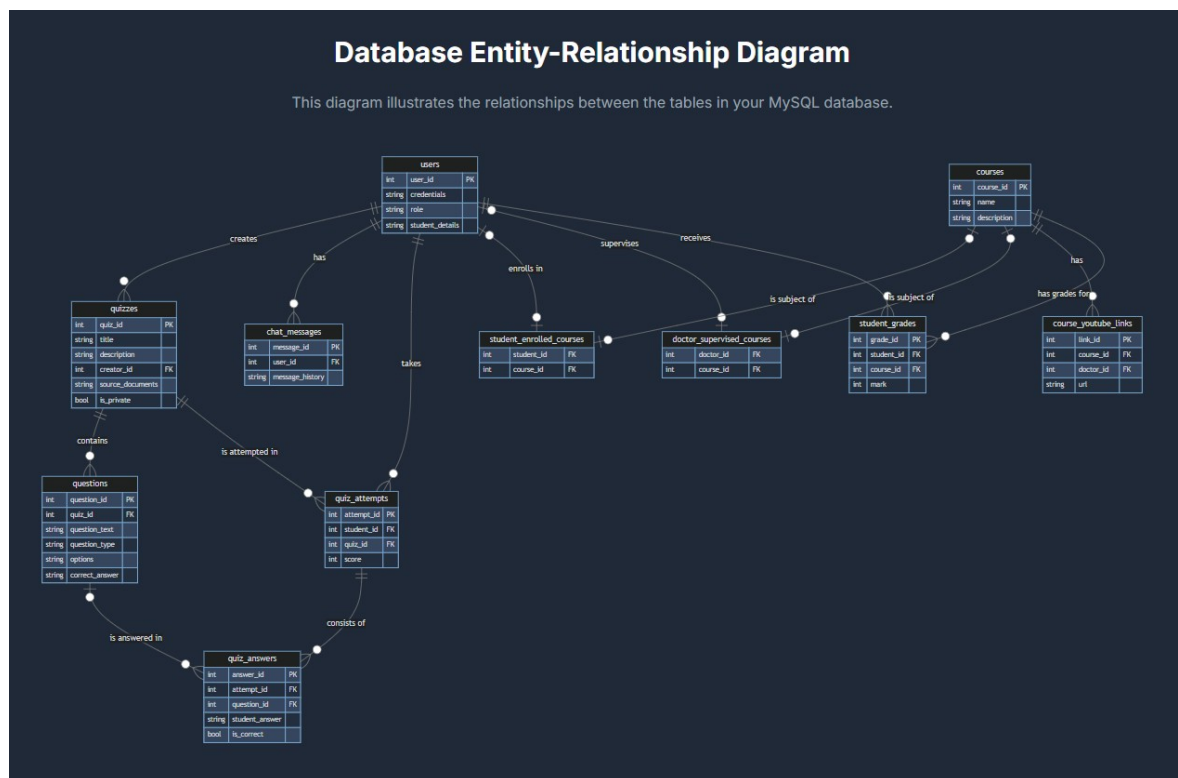 Database Entity-Relationship Diagram
This diagram illustrates the relationships between the tables in your MySQL database.
users
int user_id PK
string credentials
string role
string student_details
courses
int course_id PK
string name
string description
creates
has
supervises
receives
enrolls in
takes
is subject of
is subject of
has
has grades for
quizzes
int quiz_id PK
string title
string description
int creator_id FK
string source_documents
bool is_private
chat_messages
int message_id PK
int user_id FK
string message_history
student_enrolled_courses
int student_id FK
int course_id FK
doctor_supervised_courses
int doctor_id FK
int course_id FK
student_grades
int grade_id PK
int student_id FK
int course_id FK
int mark
course_youtube_links
int link_id PK
int course_id FK
int doctor_id FK
string url
contains
is attempted in
questions
int question_id PK
int quiz_id FK
string question_text
string question_type
string options
string correct_answer
quiz_attempts
int attempt_id PK
int student_id FK
int quiz_id FK
int score
is answered in
consists of
quiz_answers
int answer_id PK
int attempt_id FK
int question_id FK
string student_answer
bool is_correct